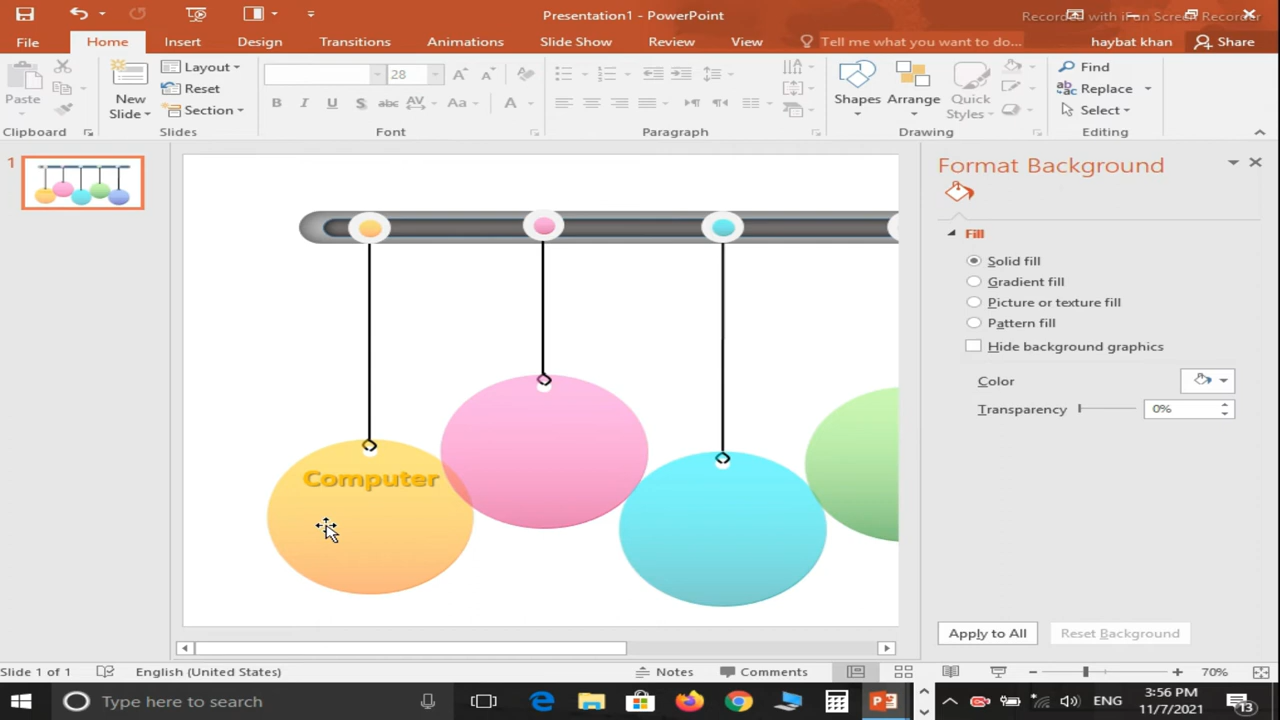 Presentation1 - PowerPoint
Recorded with iFun Screen Recorder
File Home Insert Design Transitions Animations Slide Show Review View Tell me what you want to do... haybat khan Share
Paste
New Slide
Layout
Reset
Section
28
B I U S abc AV Aa A
Shapes Arrange Quick Styles
Find
Replace
Select
Clipboard Slides Font Paragraph Drawing Editing
1
Computer
Format Background
Fill
Solid fill
Gradient fill
Picture or texture fill
Pattern fill
Hide background graphics
Color
Transparency 0%
Apply to All Reset Background
Slide 1 of 1 English (United States) Notes Comments 70%
Type here to search ENG 3:56 PM
11/7/2021 13